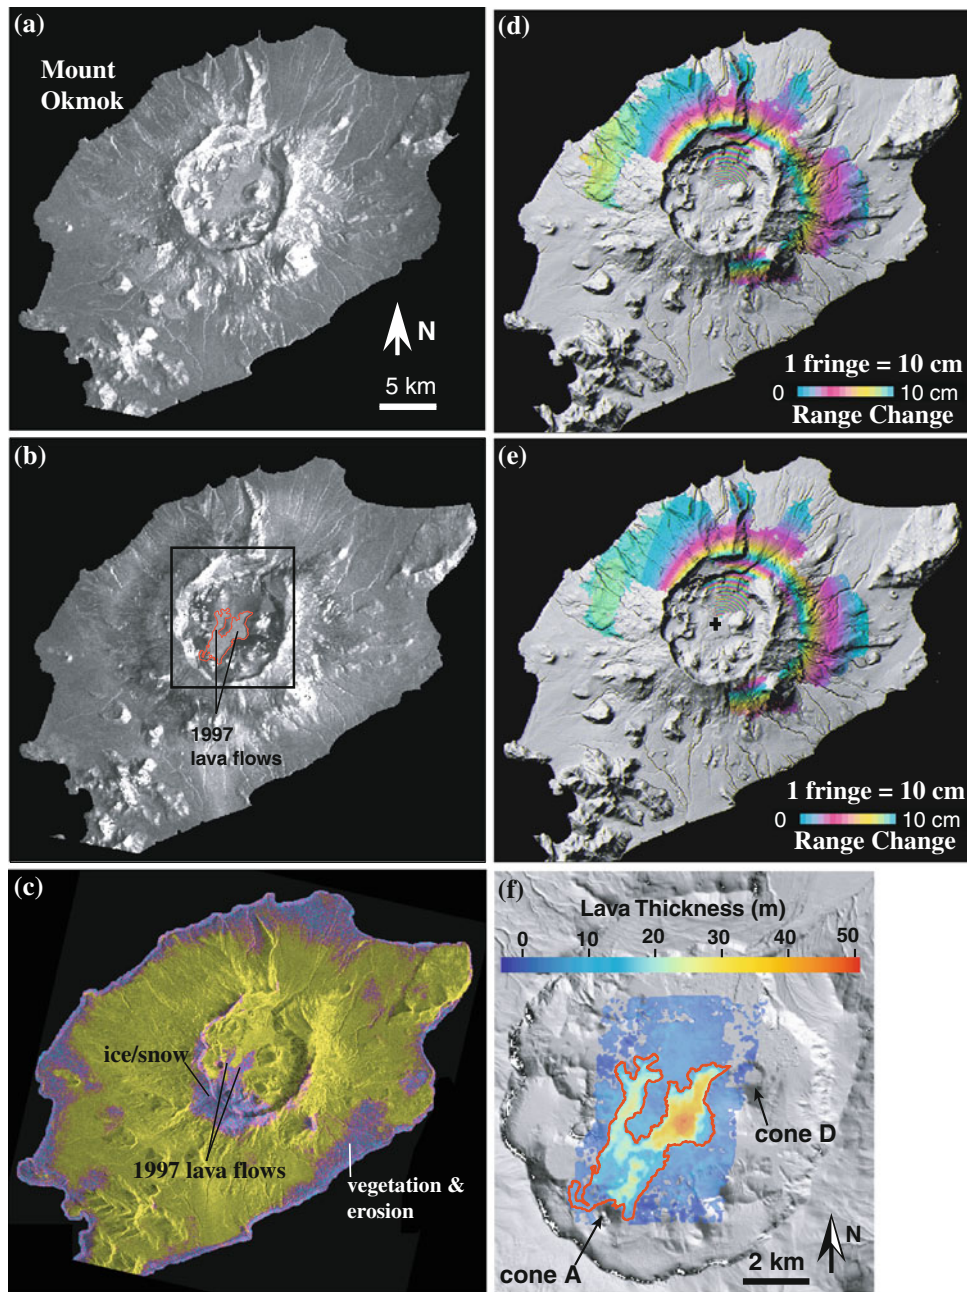 (a)
Mount
Okmok
N
5 km
(d)
1 fringe = 10 cm
0 10 cm
Range Change
(b)
1997
lava flows
(e)
1 fringe = 10 cm
0 10 cm
Range Change
(c)
ice/snow
1997 lava flows
vegetation &
erosion
(f)
Lava Thickness (m)
0 10 20 30 40 50
cone D
cone A
N
2 km